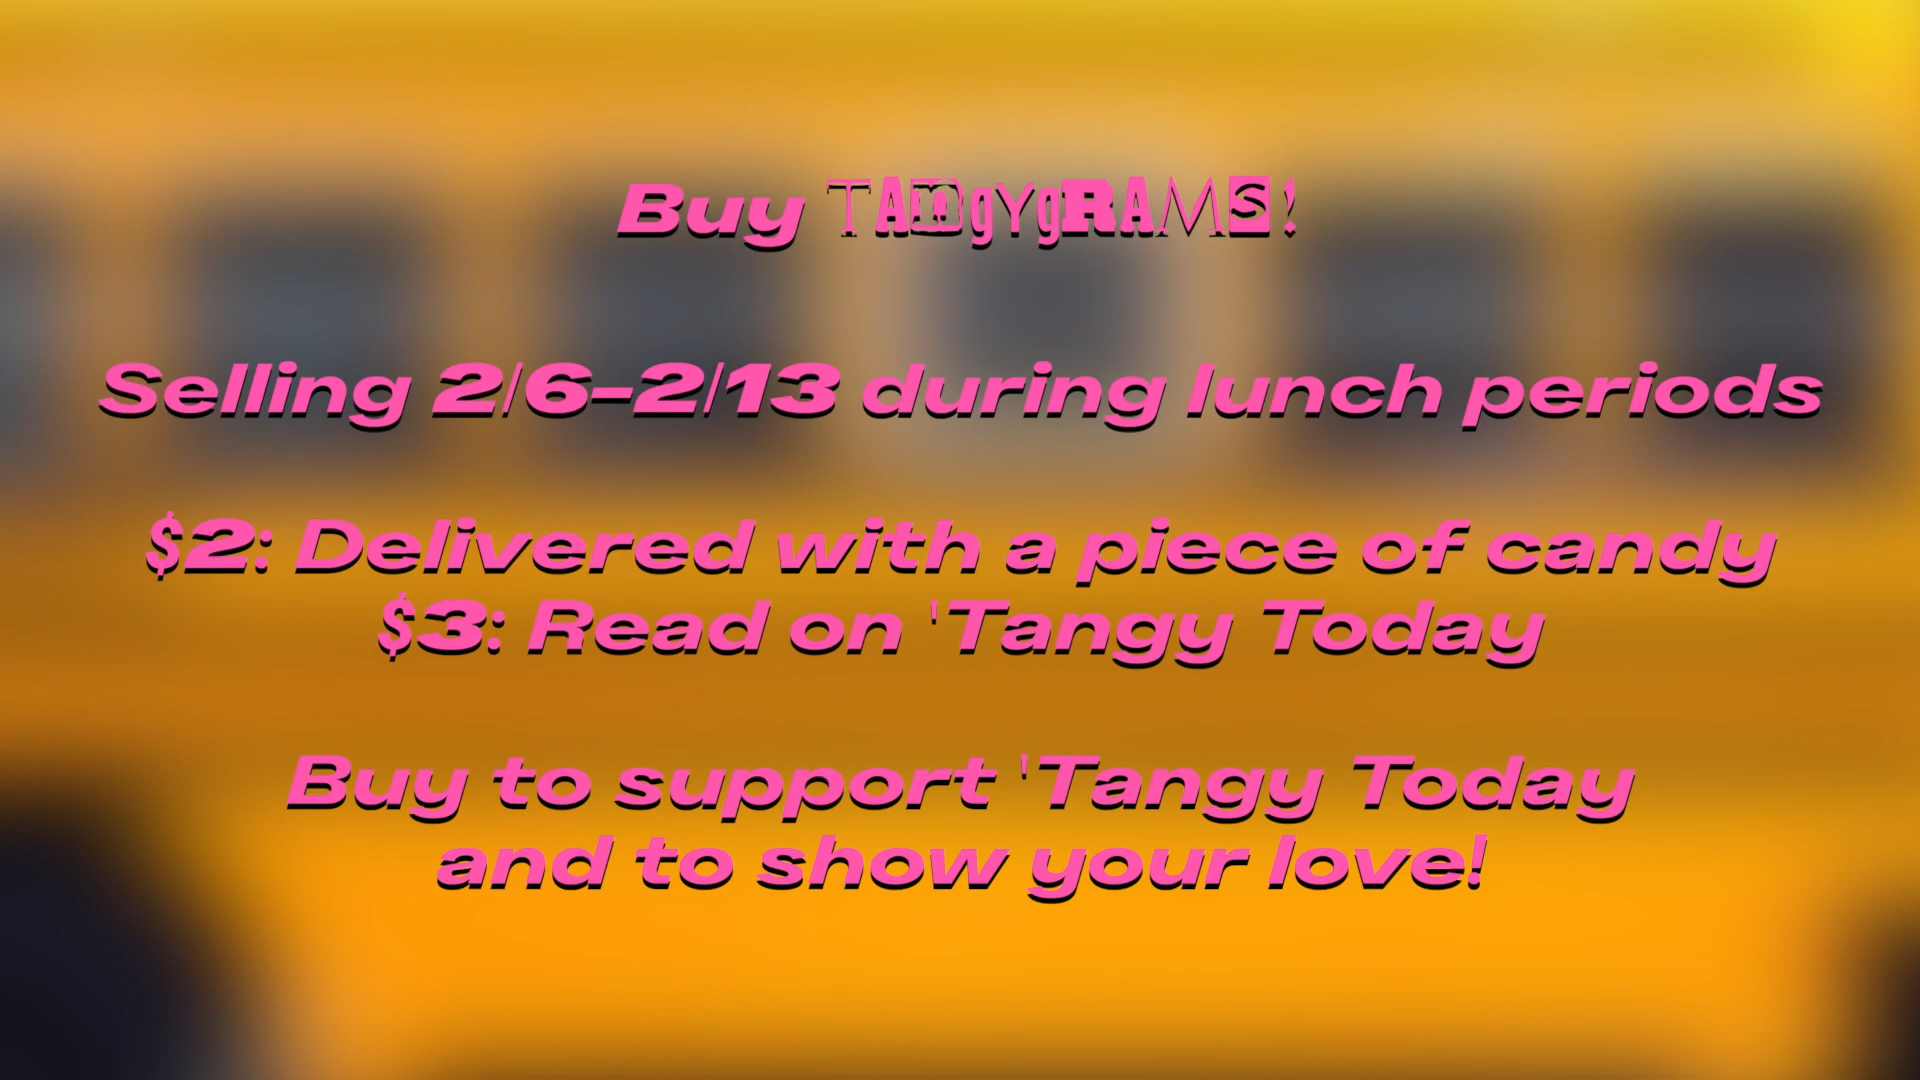 Buy TAngYgRAMS!
Selling 2/6-2/13 during lunch periods
$2: Delivered with a piece of candy
$3: Read on 'Tangy Today
Buy to support 'Tangy Today
and to show your love!